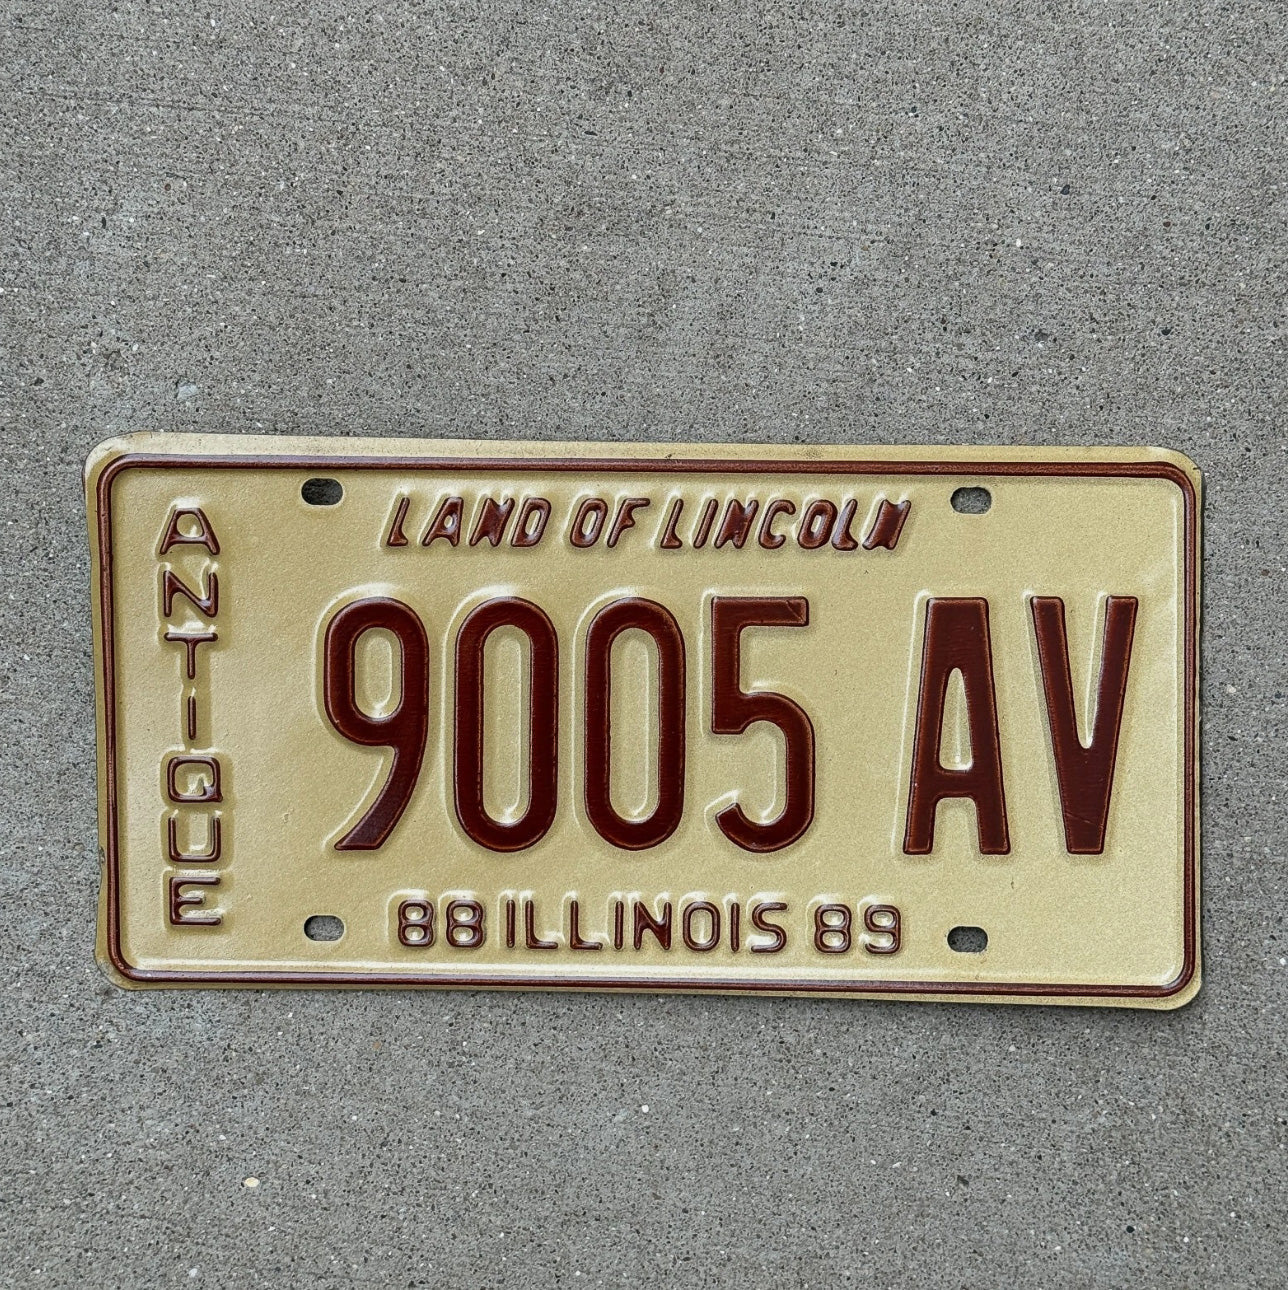 ANTIQUE
LAND OF LINCOLN
9005 AV
88 ILLINOIS 89